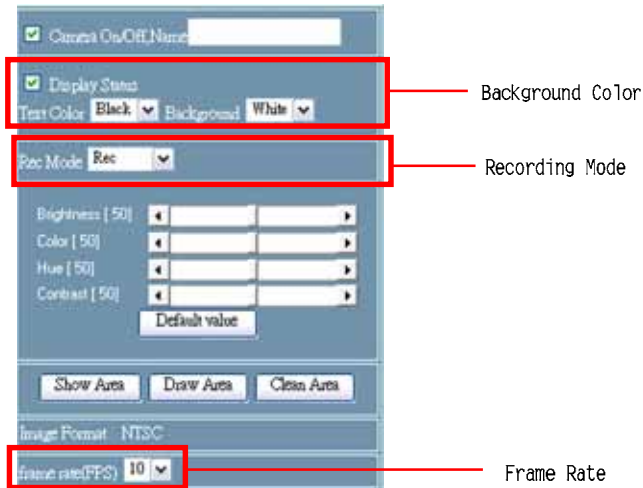 Camera On/Off,Name
Display Status
Text Color Black Background White
Background Color
Rec Mode Rec
Recording Mode
Brightness [ 50]
Color [ 50]
Hue [ 50]
Contrast [ 50]
Default value
Show Area Draw Area Clean Area
Image Format NTSC
frame rate(FPS) 10
Frame Rate